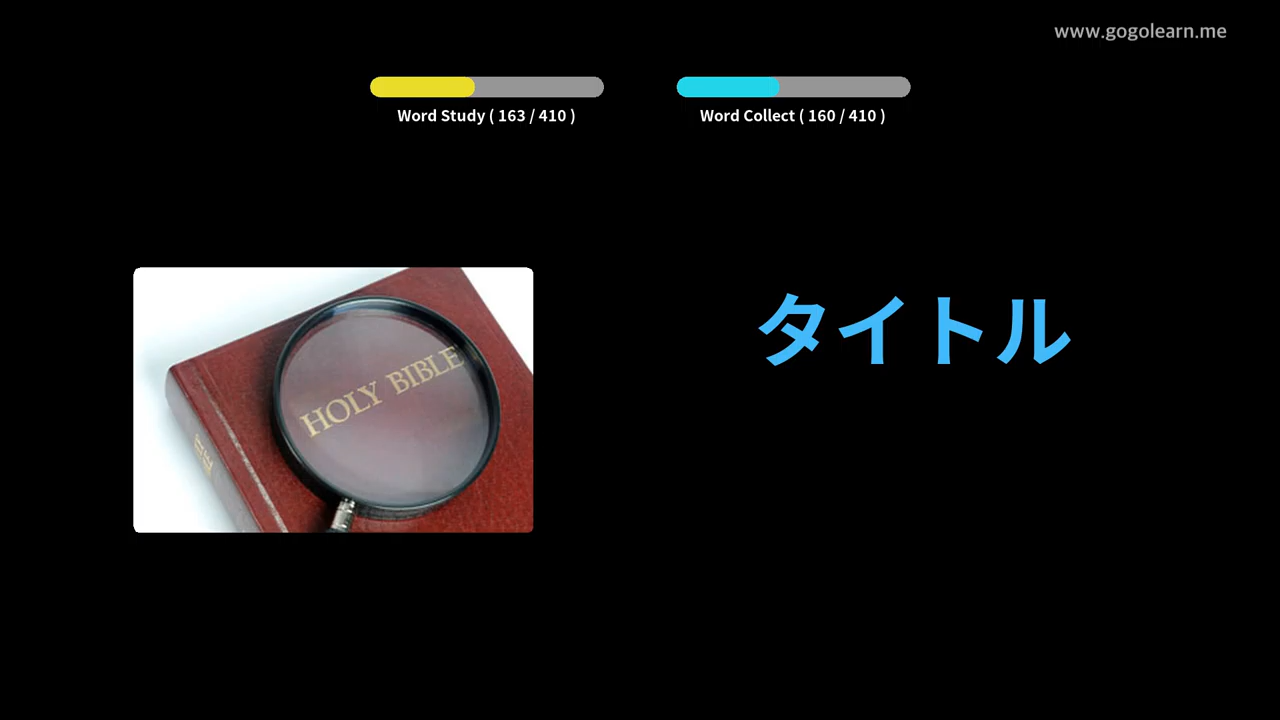 www.gogolearn.me
Word Study ( 163 / 410 )
Word Collect ( 160 / 410 )
HOLY BIBLE
タイトル